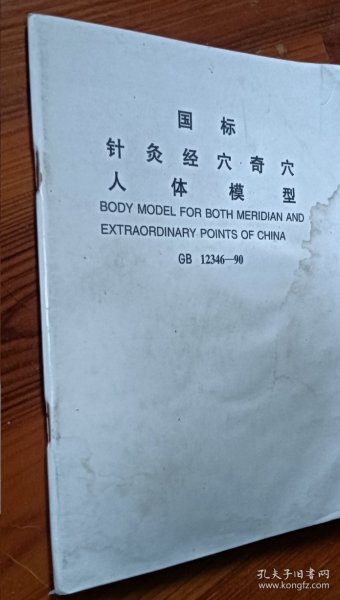 国标
针灸经穴奇穴
人体模型
BODY MODEL FOR BOTH MERIDIAN AND
EXTRAORDINARY POINTS OF CHINA
GB 12346—90
孔夫子旧书网
www.kongfz.com